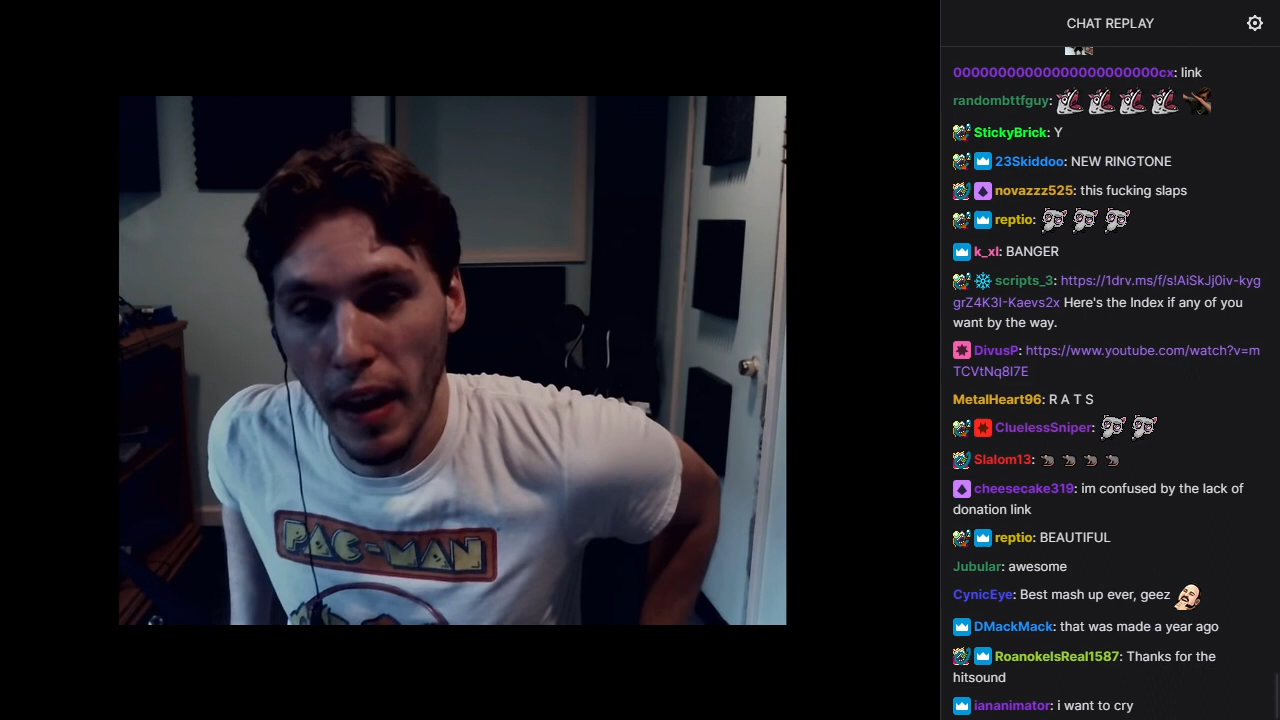 CHAT REPLAY
0000000000000000000000000cx: link
randombttfguy:
StickyBrick: Y
23Skiddoo: NEW RINGTONE
novazzz525: this fucking slaps
reptio:
k_xl: BANGER
scripts_3: https://1drv.ms/f/s!AiSkJj0iv-kyg
grZ4K3I-Kaevs2x Here's the Index if any of you
want by the way.
DivusP: https://www.youtube.com/watch?v=m
TCVtNq8I7E
MetalHeart96: R A T S
CluelessSniper:
Slalom13:
cheesecake319: im confused by the lack of
donation link
reptio: BEAUTIFUL
Jubular: awesome
CynicEye: Best mash up ever, geez
DMackMack: that was made a year ago
RoanokeIsReal1587: Thanks for the
hitsound
iananimator: i want to cry
PAC-MAN